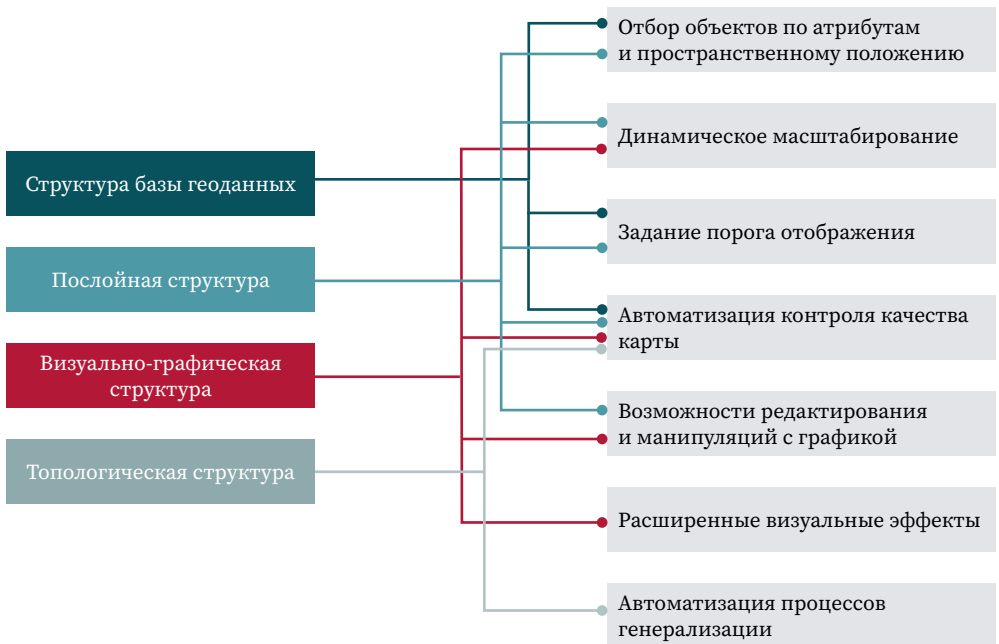 Структура базы геоданных
Послойная структура
Визуально-графическая
структура
Топологическая структура
Отбор объектов по атрибутам
и пространственному положению
Динамическое масштабирование
Задание порога отображения
Автоматизация контроля качества
карты
Возможности редактирования
и манипуляций с графикой
Расширенные визуальные эффекты
Автоматизация процессов
генерализации